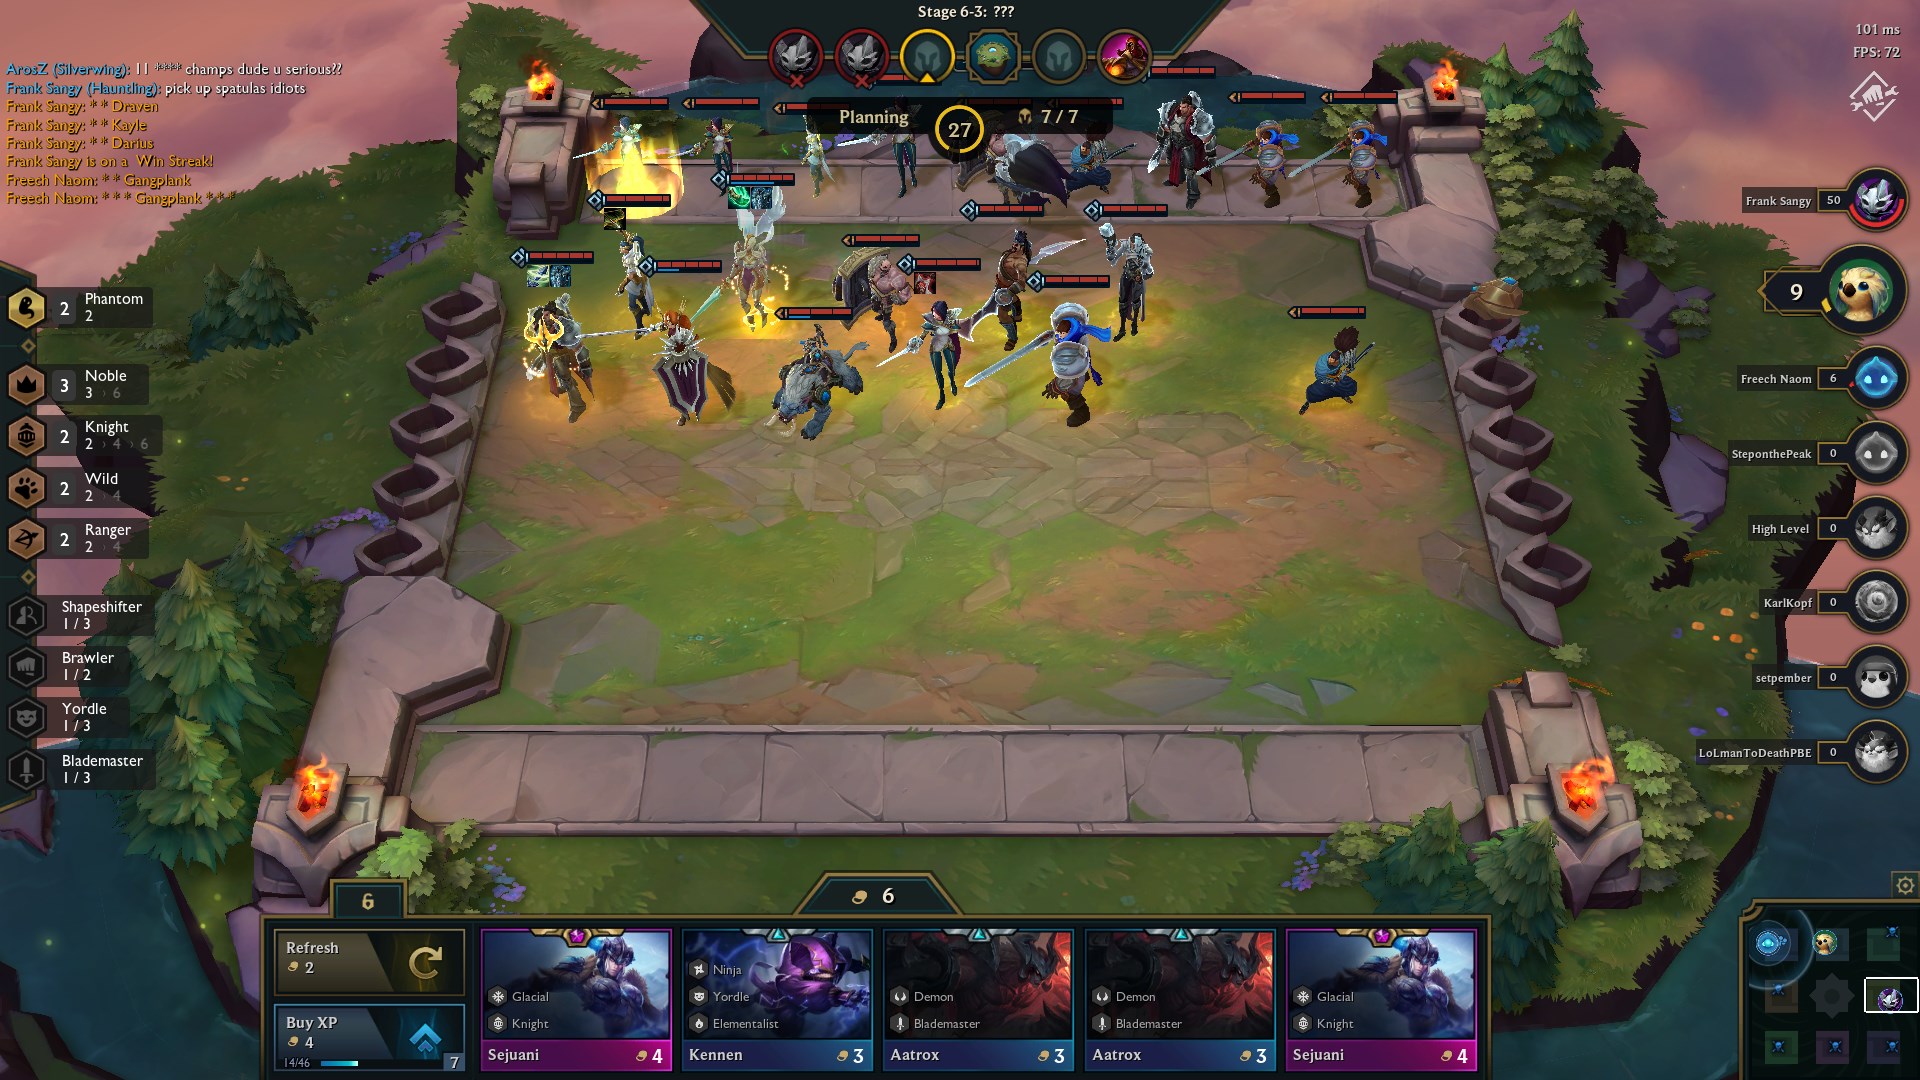 Stage 6-3: ???
101 ms
FPS: 72
ArosZ (Silverwing): 11 **** champs dude u serious??
Frank Sangy (Hauntling): pick up spatulas idiots
Frank Sangy: * * Draven
Frank Sangy: * * Kayle
Frank Sangy: * * Darius
Frank Sangy is on a Win Streak!
Freech Naom: * * Gangplank
Freech Naom: * * * Gangplank * * *
Planning
27
7 / 7
Frank Sangy 50
9
Freech Naom 6
SteponthePeak 0
High Level 0
KarlKopf 0
setpember 0
LoLmanToDeathPBE 0
2 Phantom
2
3 Noble
3 › 6
2 Knight
2 › 4 › 6
2 Wild
2 › 4
2 Ranger
2 › 4
Shapeshifter
1 / 3
Brawler
1 / 2
Yordle
1 / 3
Blademaster
1 / 3
6
6
Refresh
2
Buy XP
4
14/46
7
Glacial
Knight
Sejuani 4
Ninja
Yordle
Elementalist
Kennen 3
Demon
Blademaster
Aatrox 3
Demon
Blademaster
Aatrox 3
Glacial
Knight
Sejuani 4